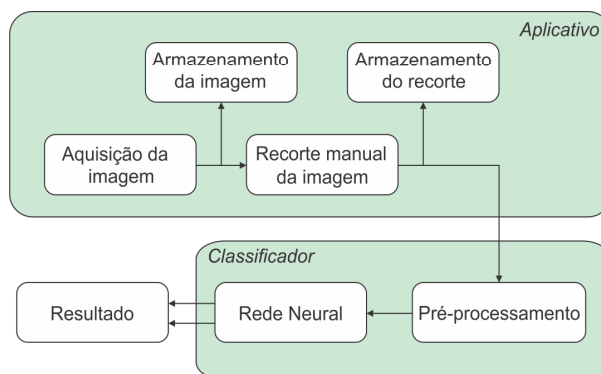 Aplicativo
Armazenamento
da imagem
Armazenamento
do recorte
Aquisição da
imagem
Recorte manual
da imagem
Classificador
Resultado
Rede Neural
Pré-processamento